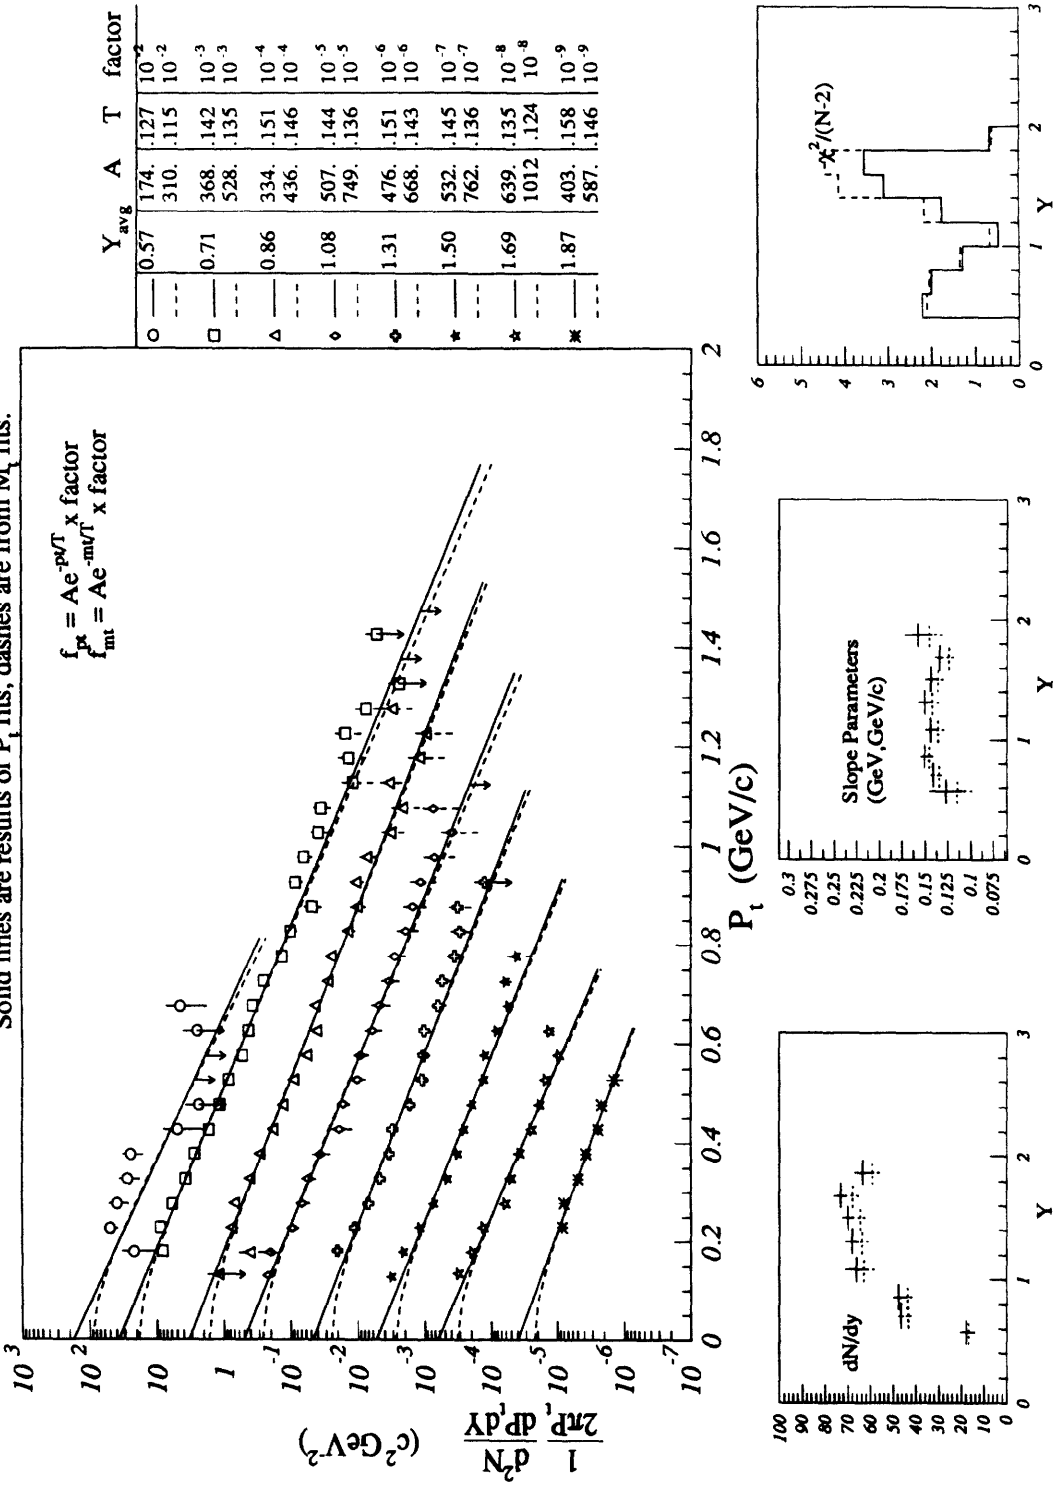 Solid lines are results of Pt fits, dashes are from Mt fits.
f_pt = Ae^-pt/T x factor
f_mt = Ae^-mt/T x factor
Y_avg A T factor
0.57 174. .127 10^-2
310. .115 10^-2
0.71 368. .142 10^-3
528. .135 10^-3
0.86 334. .151 10^-4
436. .146 10^-4
1.08 507. .144 10^-5
749. .136 10^-5
1.31 476. .151 10^-6
668. .143 10^-6
1.50 532. .145 10^-7
762. .136 10^-7
1.69 639. .135 10^-8
1012 .124 10^-8
1.87 403. .158 10^-9
587. .146 10^-9
10^3
10^2
10
1
10^-1
10^-2
10^-3
10^-4
10^-5
10^-6
10^-7
1/(2πP_t) d^2N/(dP_t dY) (c^2 GeV^-2)
0 0.2 0.4 0.6 0.8 1 1.2 1.4 1.6 1.8 2
P_t (GeV/c)
dN/dy
100
90
80
70
60
50
40
30
20
10
0
0 1 2 3
Y
Slope Parameters
(GeV,GeV/c)
0.3
0.275
0.25
0.225
0.2
0.175
0.15
0.125
0.1
0.075
0 1 2 3
Y
χ^2/(N-2)
6
5
4
3
2
1
0
0 1 2 3
Y